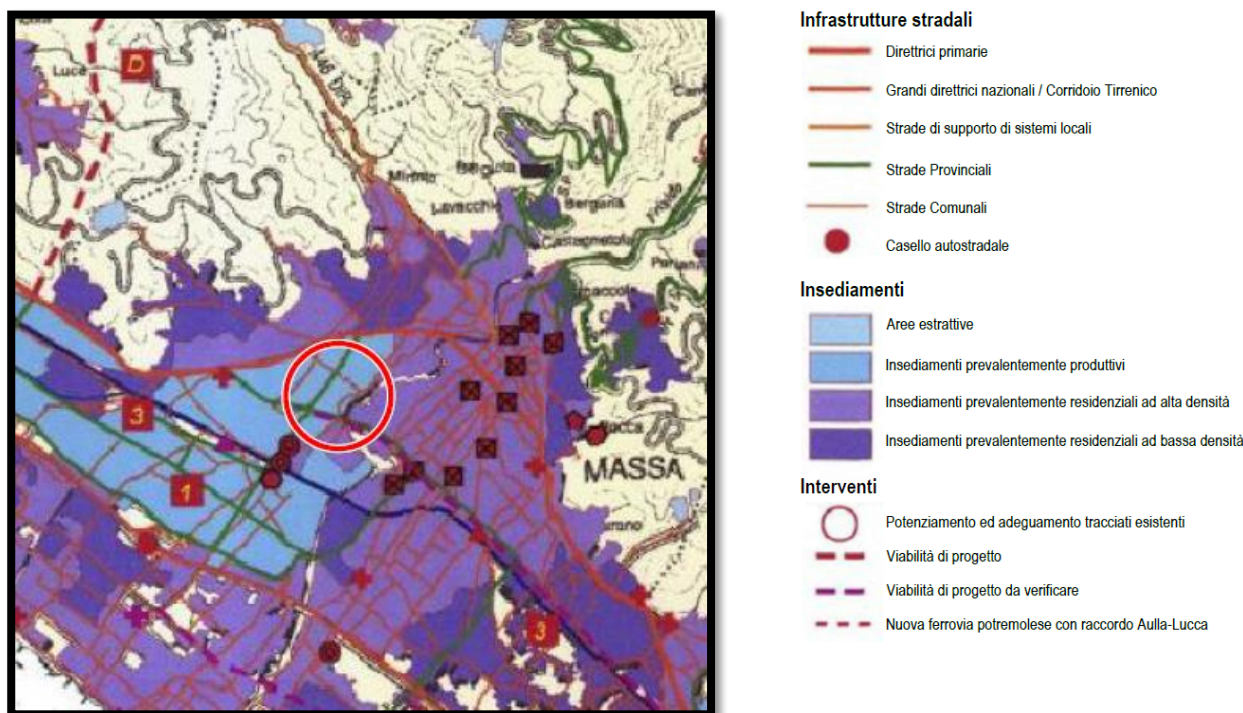 D
Luce
Mirteto
Lavacchio
Bergiola
Castagnetola
3
1
Rocca
MASSA
3
Infrastrutture stradali
Direttrici primarie
Grandi direttrici nazionali / Corridoio Tirrenico
Strade di supporto di sistemi locali
Strade Provinciali
Strade Comunali
Casello autostradale
Insediamenti
Aree estrattive
Insediamenti prevalentemente produttivi
Insediamenti prevalentemente residenziali ad alta densità
Insediamenti prevalentemente residenziali ad bassa densità
Interventi
Potenziamento ed adeguamento tracciati esistenti
Viabilità di progetto
Viabilità di progetto da verificare
Nuova ferrovia potremolese con raccordo Aulla-Lucca